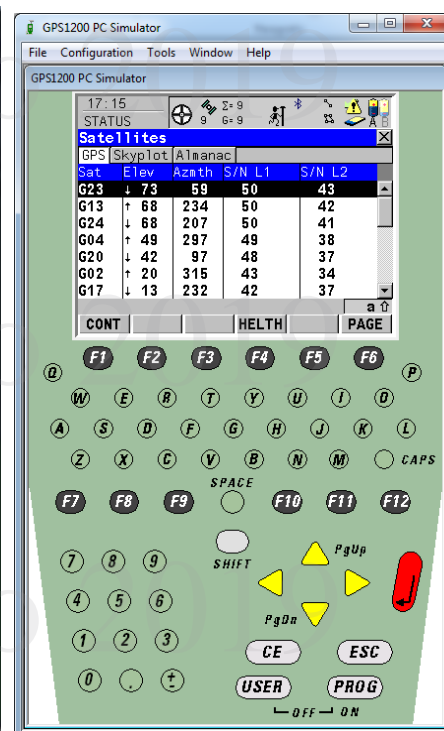 GPS1200 PC Simulator
File Configuration Tools Window Help
GPS1200 PC Simulator
17:15
STATUS
9
Σ=9
G=9
2
A B
Satellites
GPS Skyplot Almanac
Sat Elev Azmth S/N L1 S/N L2
G23 ↓ 73 59 50 43
G13 ↑ 68 234 50 42
G24 ↓ 68 207 50 41
G04 ↑ 49 297 49 38
G20 ↓ 42 97 48 37
G02 ↑ 20 315 43 34
G17 ↓ 13 232 42 37
a ⇧
CONT HELTH PAGE
F1 F2 F3 F4 F5 F6
Q P
W E R T Y U I O
A S D F G H J K L
Z X C V B N M CAPS
SPACE
F7 F8 F9 F10 F11 F12
SHIFT
PgUp
7 8 9
4 5 6
PgDn
1 2 3
CE ESC
0 . ±
USER PROG
OFF ON
2019
2019
2019